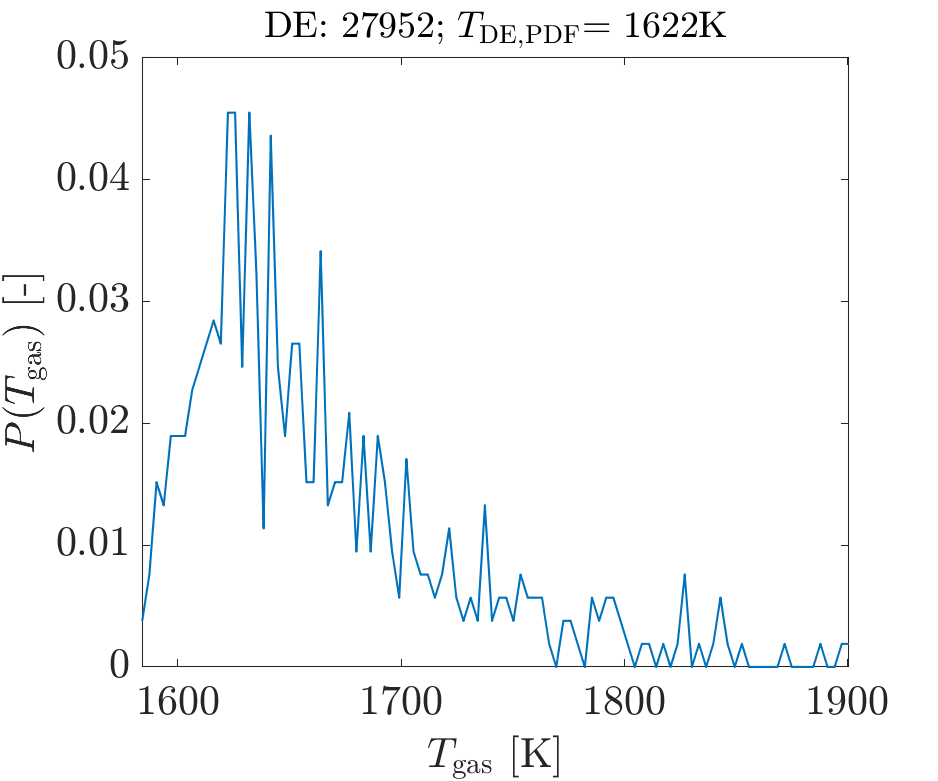 DE: 27952; T_DE,PDF= 1622K
0.05
0.04
0.03
0.02
0.01
0
P(T_gas) [-]
1600 1700 1800 1900
T_gas [K]